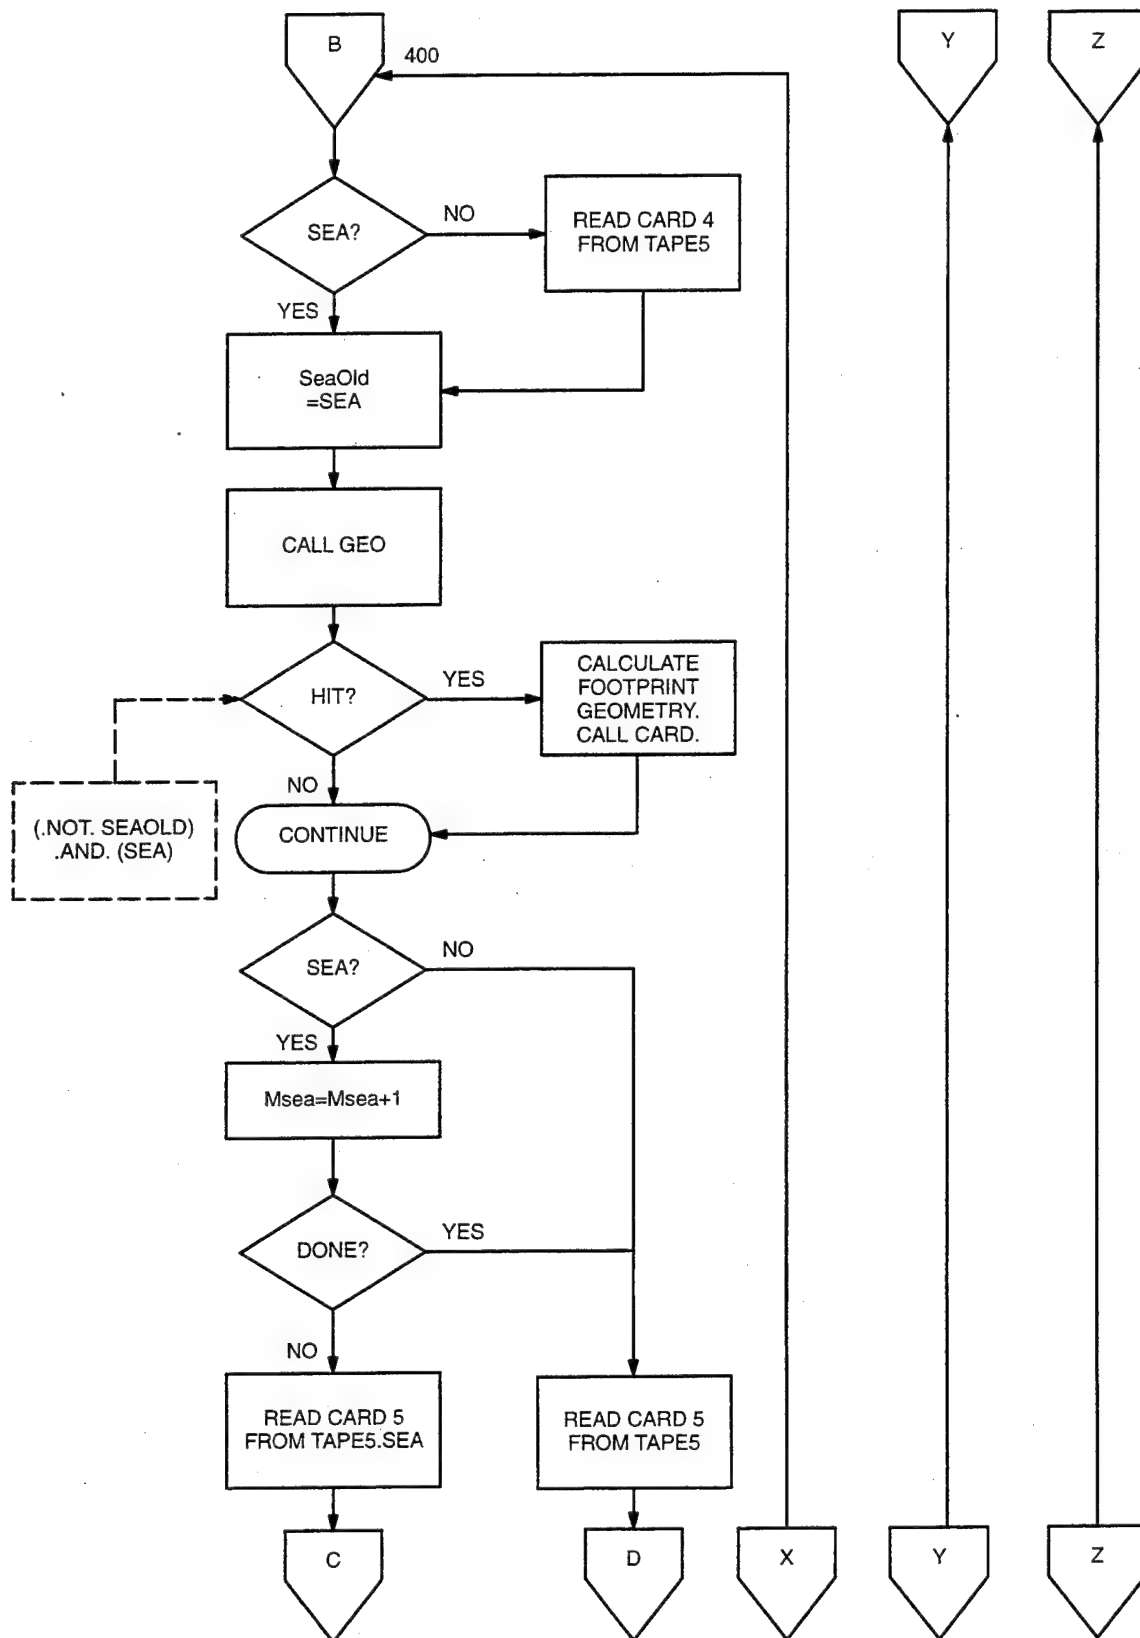 B
400
Y
Z
SEA?
NO
READ CARD 4
FROM TAPE5
YES
SeaOld
=SEA
CALL GEO
HIT?
YES
CALCULATE
FOOTPRINT
GEOMETRY.
CALL CARD.
NO
(.NOT. SEAOLD)
.AND. (SEA)
CONTINUE
SEA?
NO
YES
Msea=Msea+1
DONE?
YES
NO
READ CARD 5
FROM TAPE5.SEA
READ CARD 5
FROM TAPE5
C
D
X
Y
Z